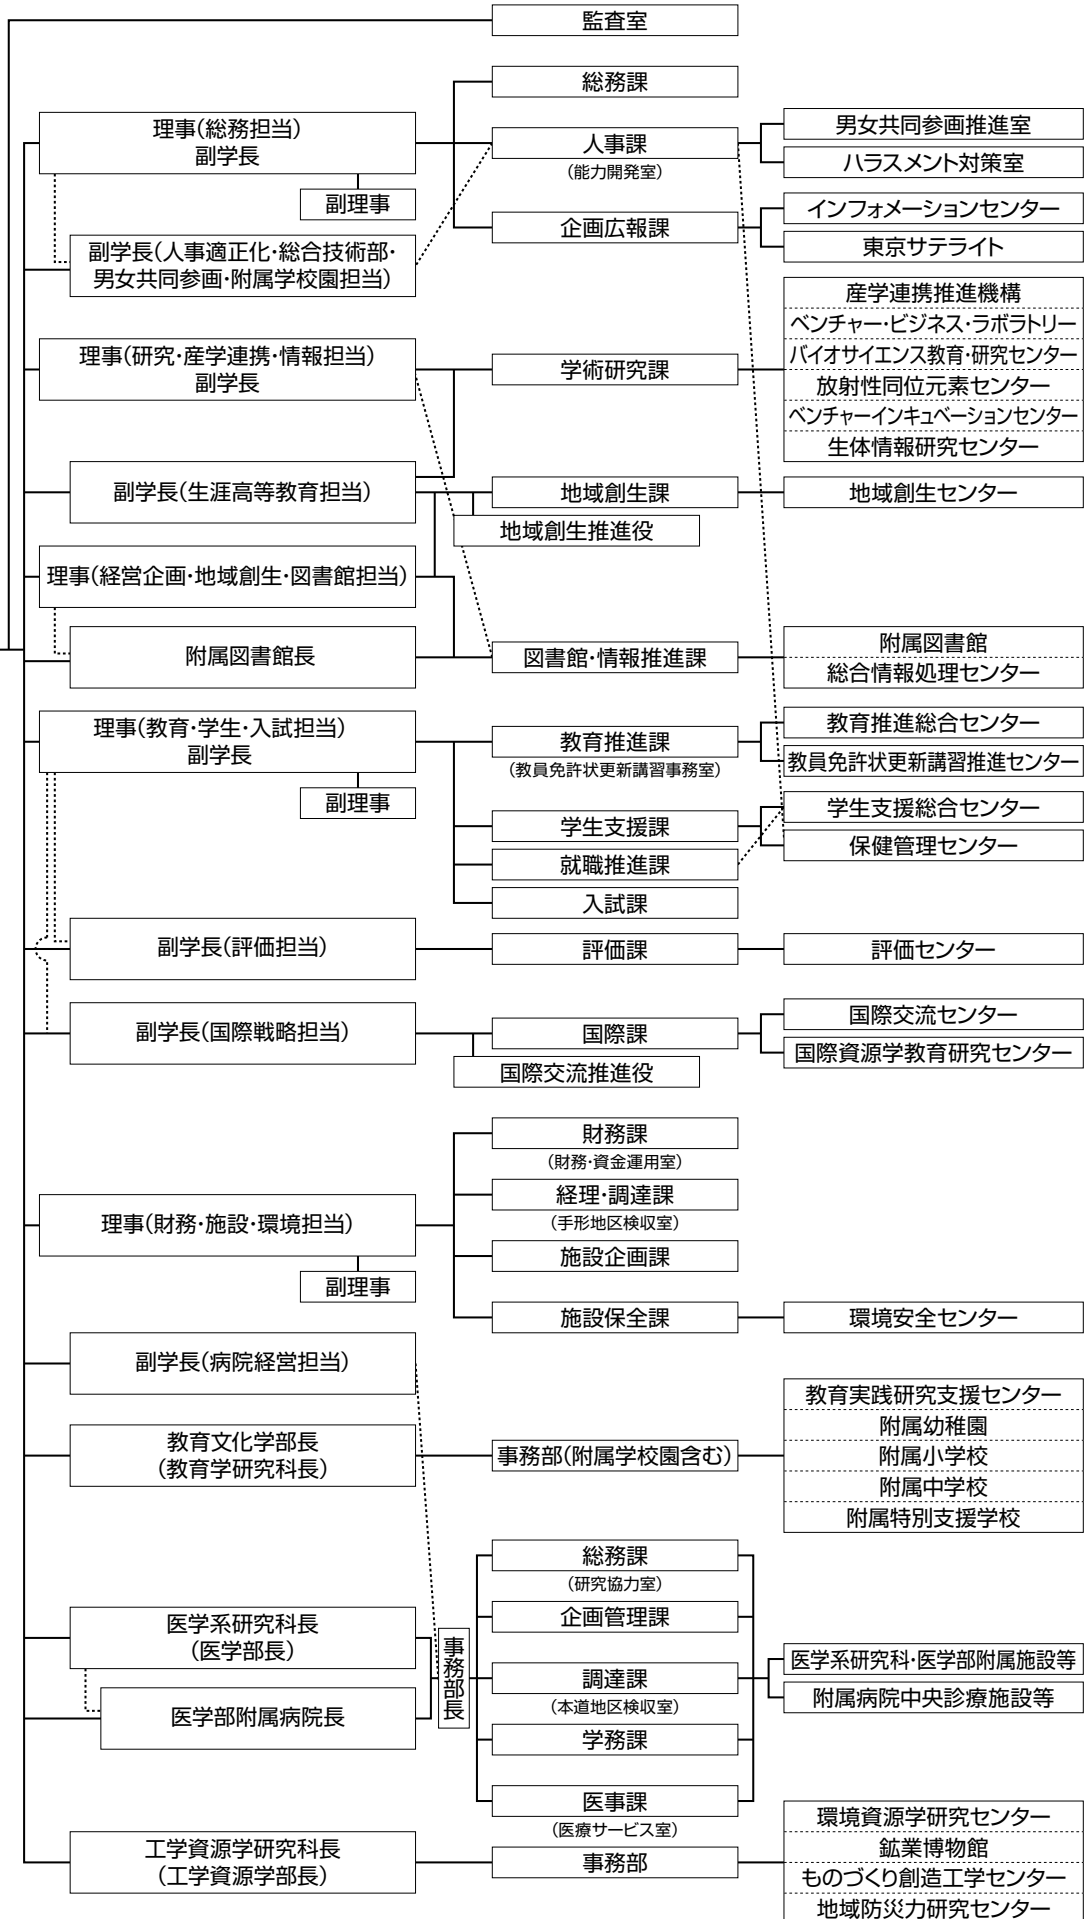 監査室
総務課
理事(総務担当)
副学長
副理事
人事課
(能力開発室)
男女共同参画推進室
ハラスメント対策室
企画広報課
インフォメーションセンター
東京サテライト
副学長(人事適正化・総合技術部・
男女共同参画・附属学校園担当)
理事(研究・産学連携・情報担当)
副学長
学術研究課
産学連携推進機構
ベンチャー・ビジネス・ラボラトリー
バイオサイエンス教育・研究センター
放射性同位元素センター
ベンチャーインキュベーションセンター
生体情報研究センター
副学長(生涯高等教育担当)
地域創生課
地域創生センター
地域創生推進役
理事(経営企画・地域創生・図書館担当)
附属図書館長
図書館・情報推進課
附属図書館
総合情報処理センター
理事(教育・学生・入試担当)
副学長
副理事
教育推進課
(教員免許状更新講習事務室)
教育推進総合センター
教員免許状更新講習推進センター
学生支援課
学生支援総合センター
保健管理センター
就職推進課
入試課
副学長(評価担当)
評価課
評価センター
副学長(国際戦略担当)
国際課
国際交流センター
国際資源学教育研究センター
国際交流推進役
財務課
(財務・資金運用室)
理事(財務・施設・環境担当)
副理事
経理・調達課
(手形地区検収室)
施設企画課
施設保全課
環境安全センター
副学長(病院経営担当)
教育文化学部長
(教育学研究科長)
事務部(附属学校園含む)
教育実践研究支援センター
附属幼稚園
附属小学校
附属中学校
附属特別支援学校
医学系研究科長
(医学部長)
医学部附属病院長
事務部長
総務課
(研究協力室)
企画管理課
調達課
(本道地区検収室)
学務課
医事課
(医療サービス室)
医学系研究科・医学部附属施設等
附属病院中央診療施設等
工学資源学研究科長
(工学資源学部長)
事務部
環境資源学研究センター
鉱業博物館
ものづくり創造工学センター
地域防災力研究センター